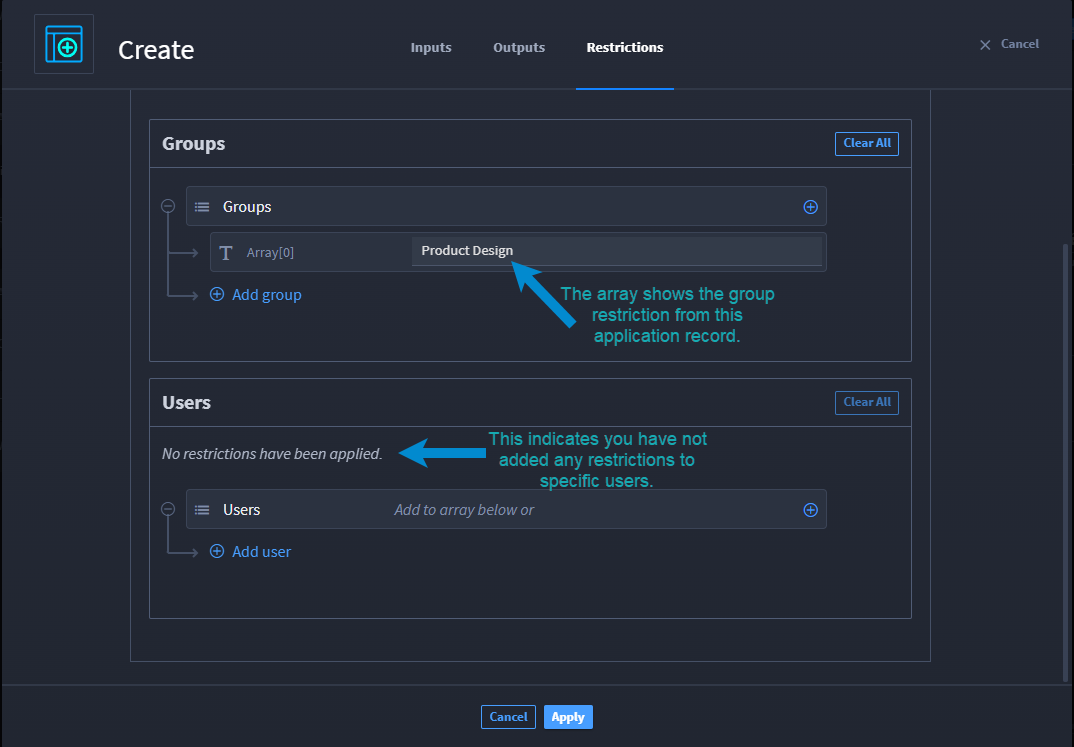 Create
Inputs
Outputs
Restrictions
Cancel
Groups
Clear All
Groups
Array[0]
Product Design
Add group
The array shows the group
restriction from this
application record.
Users
Clear All
No restrictions have been applied.
This indicates you have not
added any restrictions to
specific users.
Users
Add to array below or
Add user
Cancel
Apply